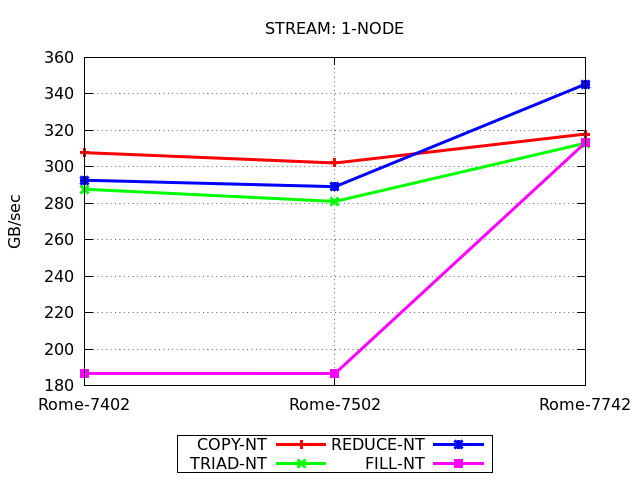 STREAM: 1-NODE
360
340
320
300
280
260
240
220
200
180
GB/sec
Rome-7402 Rome-7502 Rome-7742
COPY-NT REDUCE-NT
TRIAD-NT FILL-NT